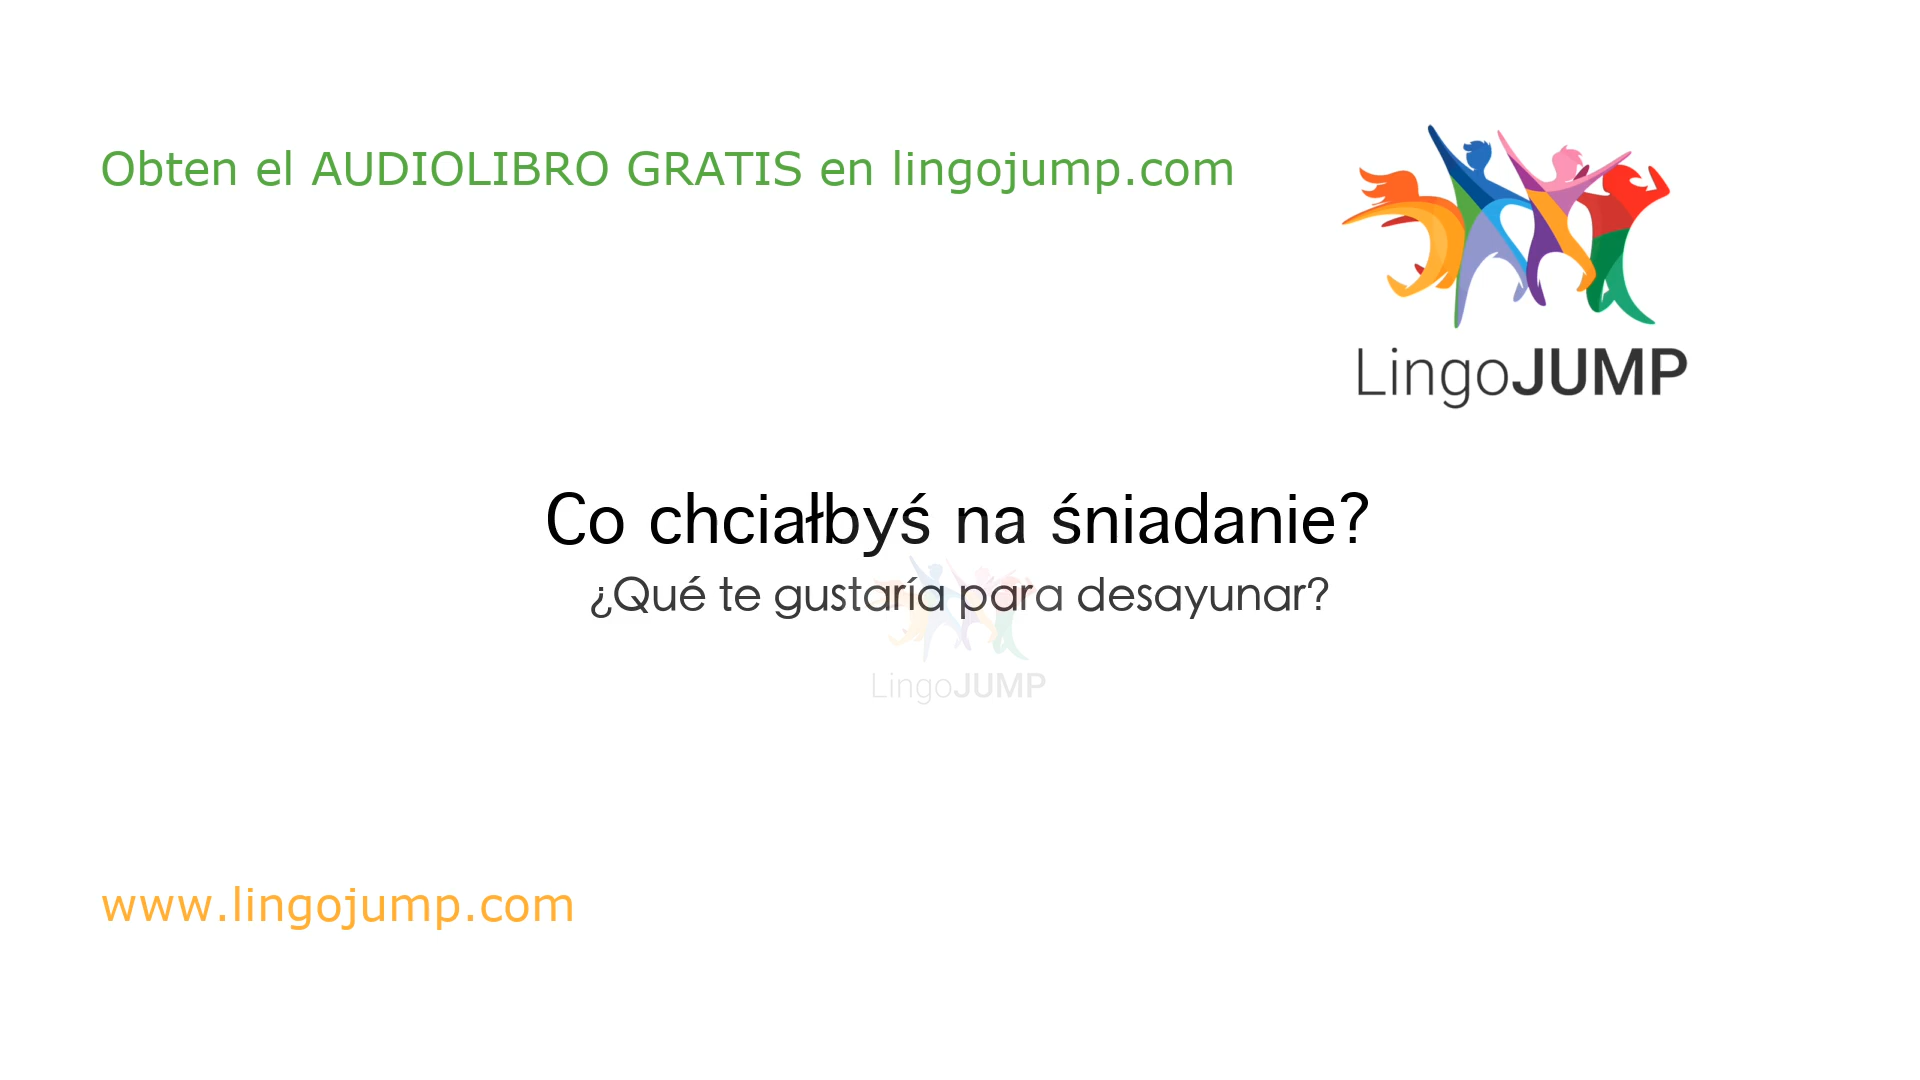 Obten el AUDIOLIBRO GRATIS en lingojump.com
LingoJUMP
Co chciałbyś na śniadanie?
¿Qué te gustaría para desayunar?
LingoJUMP
www.lingojump.com